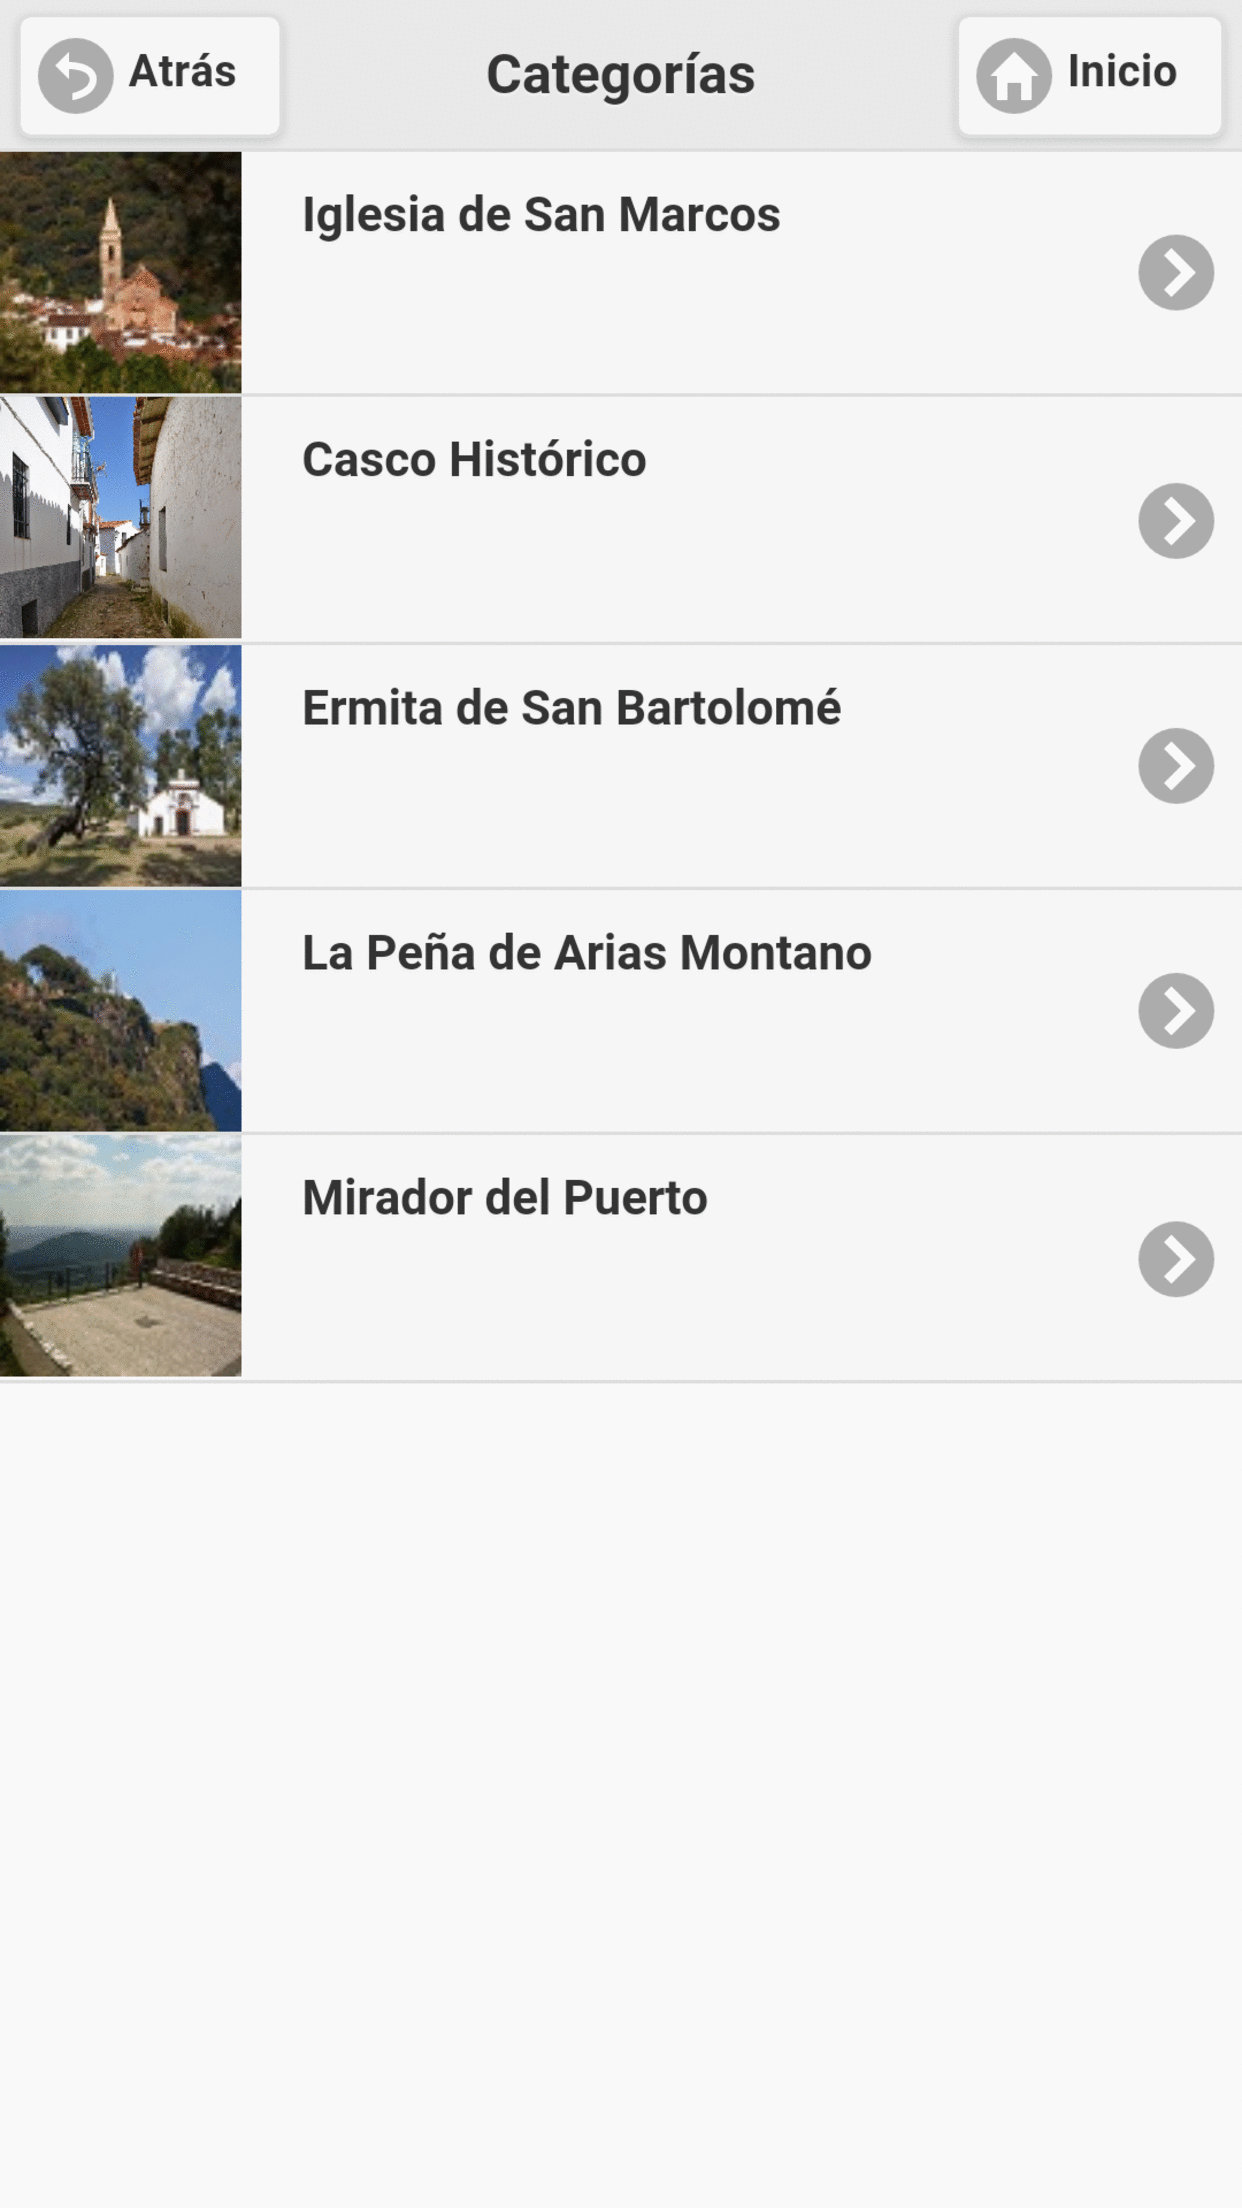 Atrás
Categorías
Inicio
Iglesia de San Marcos
Casco Histórico
Ermita de San Bartolomé
La Peña de Arias Montano
Mirador del Puerto